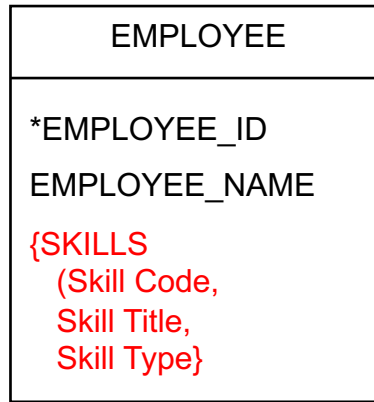 EMPLOYEE
*EMPLOYEE_ID
EMPLOYEE_NAME
{SKILLS
(Skill Code,
Skill Title,
Skill Type}